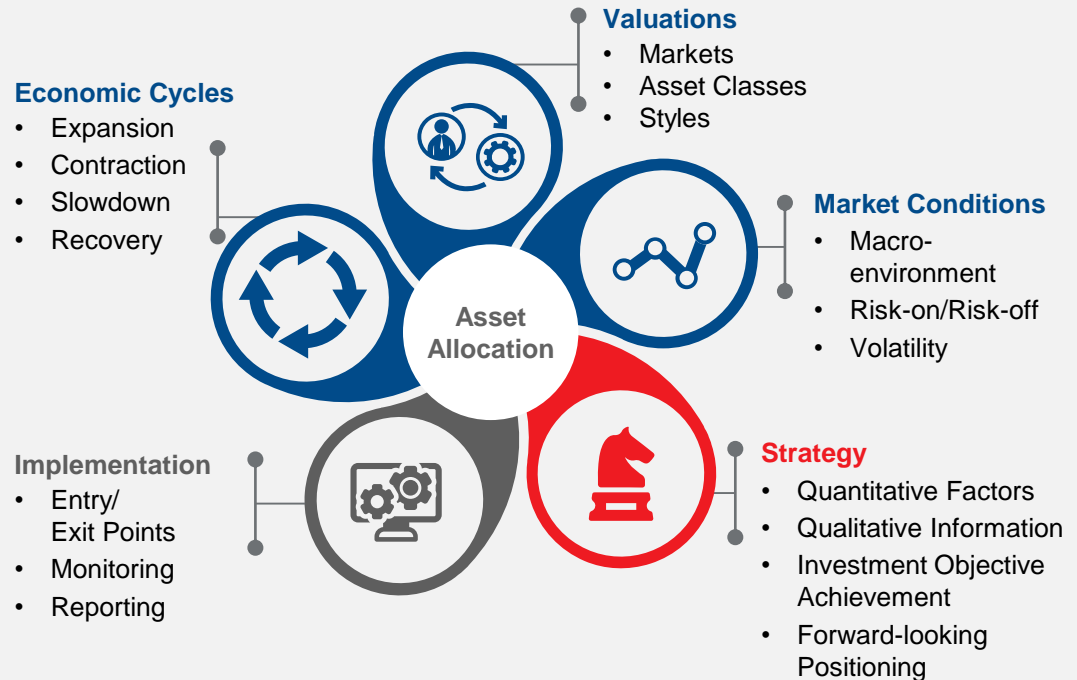 Valuations
• Markets
• Asset Classes
• Styles
Economic Cycles
• Expansion
• Contraction
• Slowdown
• Recovery
Market Conditions
• Macro-
environment
• Risk-on/Risk-off
• Volatility
Asset
Allocation
Implementation
• Entry/
Exit Points
• Monitoring
• Reporting
Strategy
• Quantitative Factors
• Qualitative Information
• Investment Objective
Achievement
• Forward-looking
Positioning